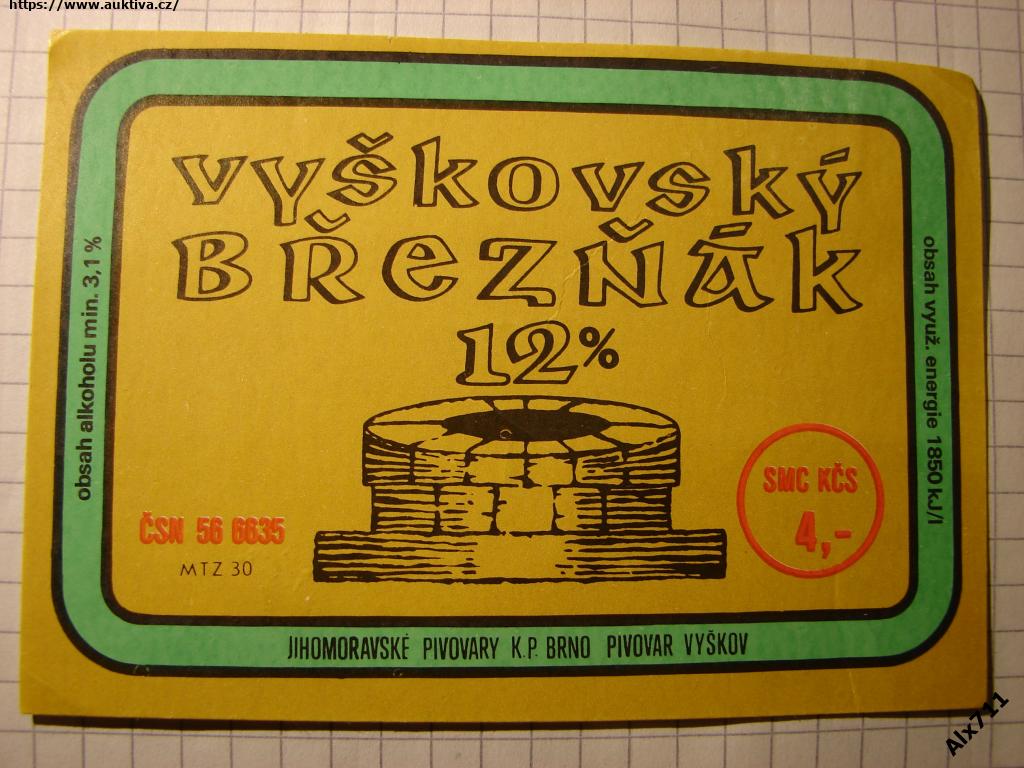 https://www.auktiva.cz/
vyškovský
BŘEZŇÁK
12%
obsah alkoholu min. 3,1 %
obsah využ. energie 1850 kJ/l
ČSN 56 6635
MTZ 30
SMC KČS
4,-
JIHOMORAVSKÉ PIVOVARY K.P. BRNO PIVOVAR VYŠKOV
Alx711